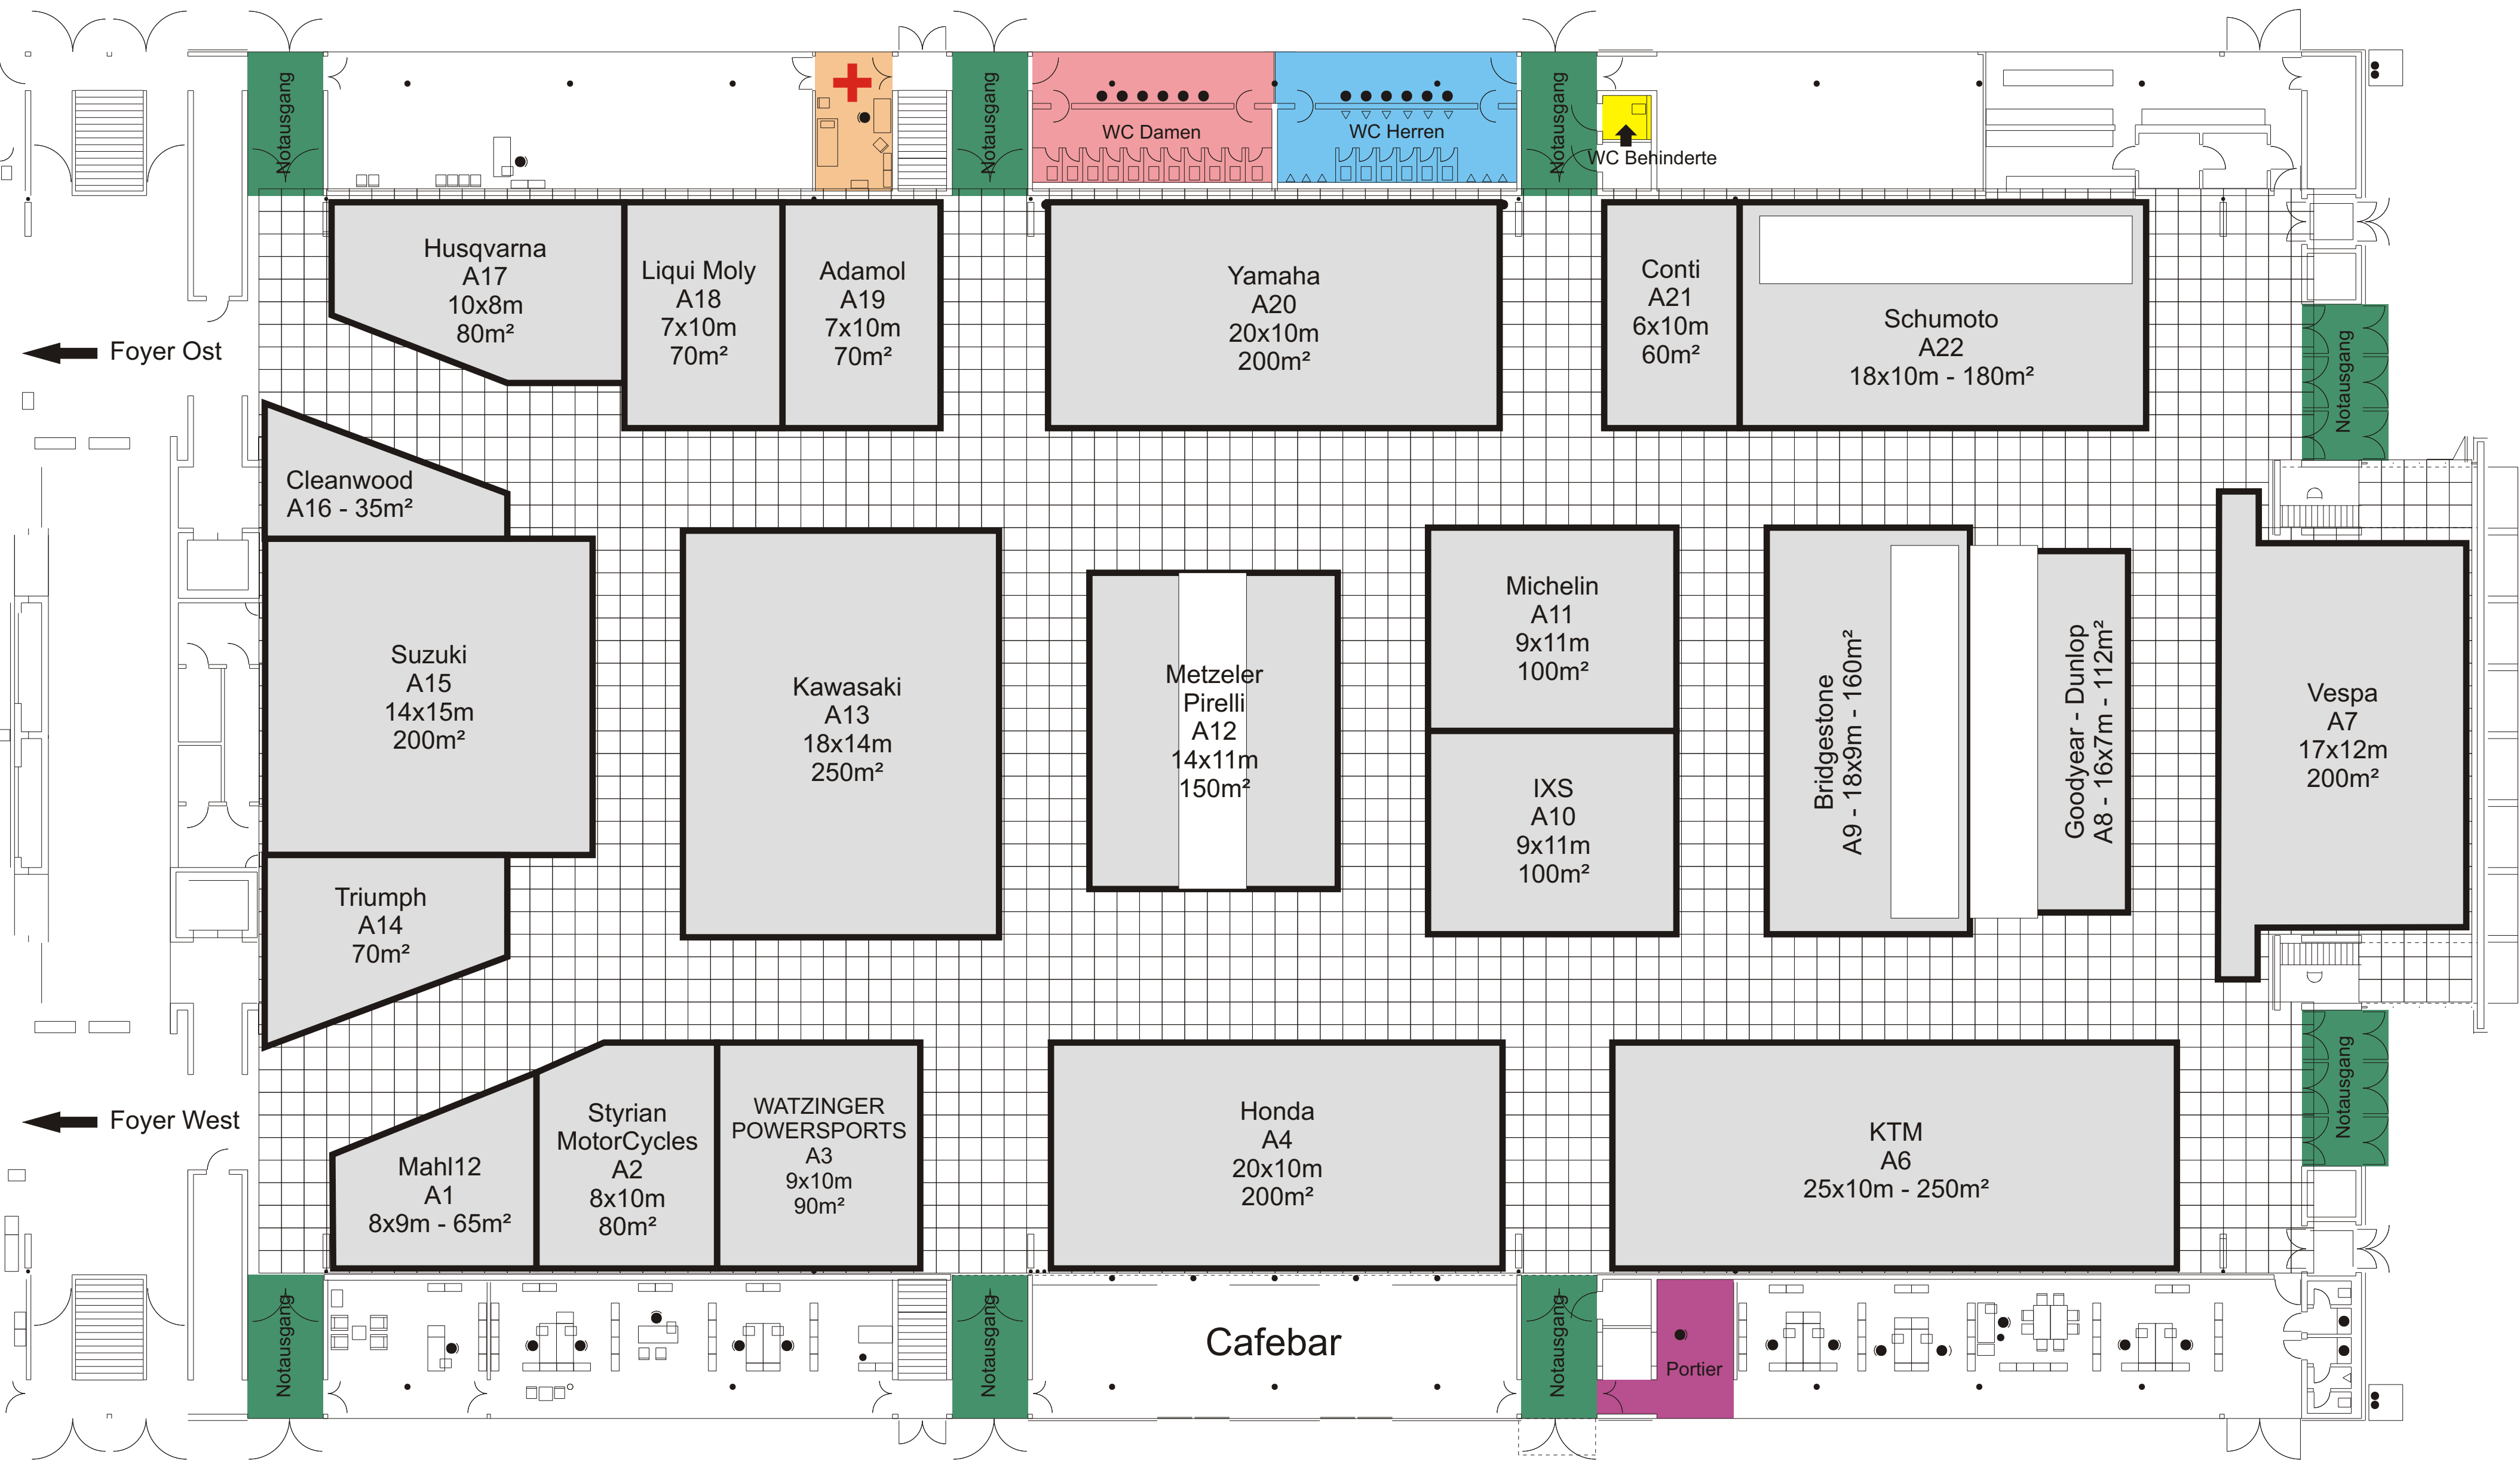 Notausgang
Notausgang
WC Damen
WC Herren
Notausgang
WC Behinderte
Husqvarna
A17
10x8m
80m²
Liqui Moly
A18
7x10m
70m²
Adamol
A19
7x10m
70m²
Yamaha
A20
20x10m
200m²
Conti
A21
6x10m
60m²
Schumoto
A22
18x10m - 180m²
Notausgang
Foyer Ost
Cleanwood
A16 - 35m²
Suzuki
A15
14x15m
200m²
Kawasaki
A13
18x14m
250m²
Metzeler
Pirelli
A12
14x11m
150m²
Michelin
A11
9x11m
100m²
IXS
A10
9x11m
100m²
Bridgestone
A9 - 18x9m - 160m²
Goodyear - Dunlop
A8 - 16x7m - 112m²
Vespa
A7
17x12m
200m²
Triumph
A14
70m²
Foyer West
Mahl12
A1
8x9m - 65m²
Styrian
MotorCycles
A2
8x10m
80m²
WATZINGER
POWERSPORTS
A3
9x10m
90m²
Honda
A4
20x10m
200m²
KTM
A6
25x10m - 250m²
Notausgang
Notausgang
Notausgang
Cafebar
Notausgang
Portier